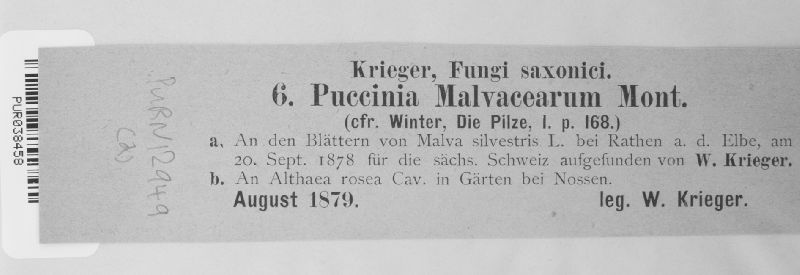 Krieger, Fungi saxonici.
6. Puccinia Malvacearum Mont.
(cfr. Winter, Die Pilze, I. p. 168.)
a, An den Blättern von Malva silvestris L. bei Rathen a. d. Elbe, am
20. Sept. 1878 für die sächs. Schweiz aufgefunden von W. Krieger.
b. An Althaea rosea Cav. in Gärten bei Nossen.
August 1879. leg. W. Krieger.
PUR038458
PURN12949
(a)